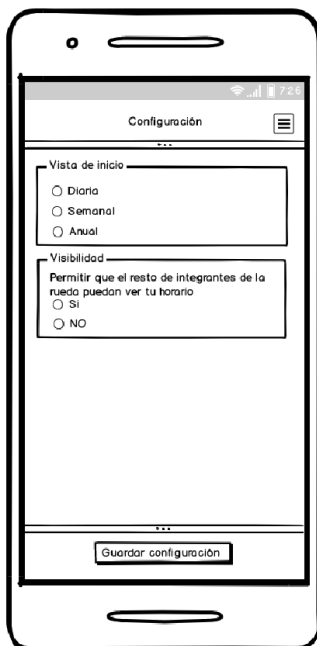 7:26
Configuración
Vista de inicio
Diaria
Semanal
Anual
Visibilidad
Permitir que el resto de integrantes de la
rueda puedan ver tu horario
Si
NO
Guardar configuración